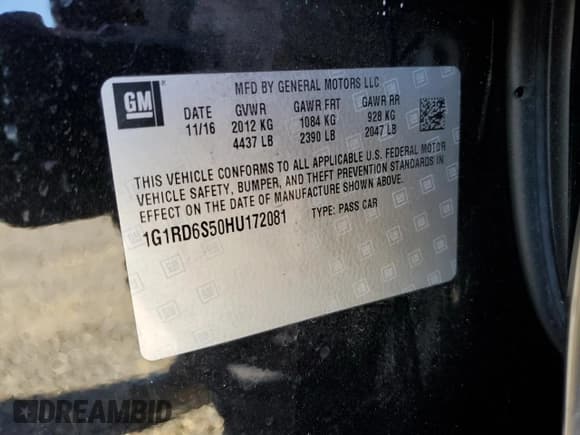 GM
MFD BY GENERAL MOTORS LLC
DATE GVWR GAWR FRT GAWR RR
11/16 2012 KG 1084 KG 928 KG
4437 LB 2390 LB 2047 LB
THIS VEHICLE CONFORMS TO ALL APPLICABLE U.S. FEDERAL MOTOR
VEHICLE SAFETY, BUMPER, AND THEFT PREVENTION STANDARDS IN
EFFECT ON THE DATE OF MANUFACTURE SHOWN ABOVE.
1G1RD6S50HU172081 TYPE: PASS CAR
DREAMBID